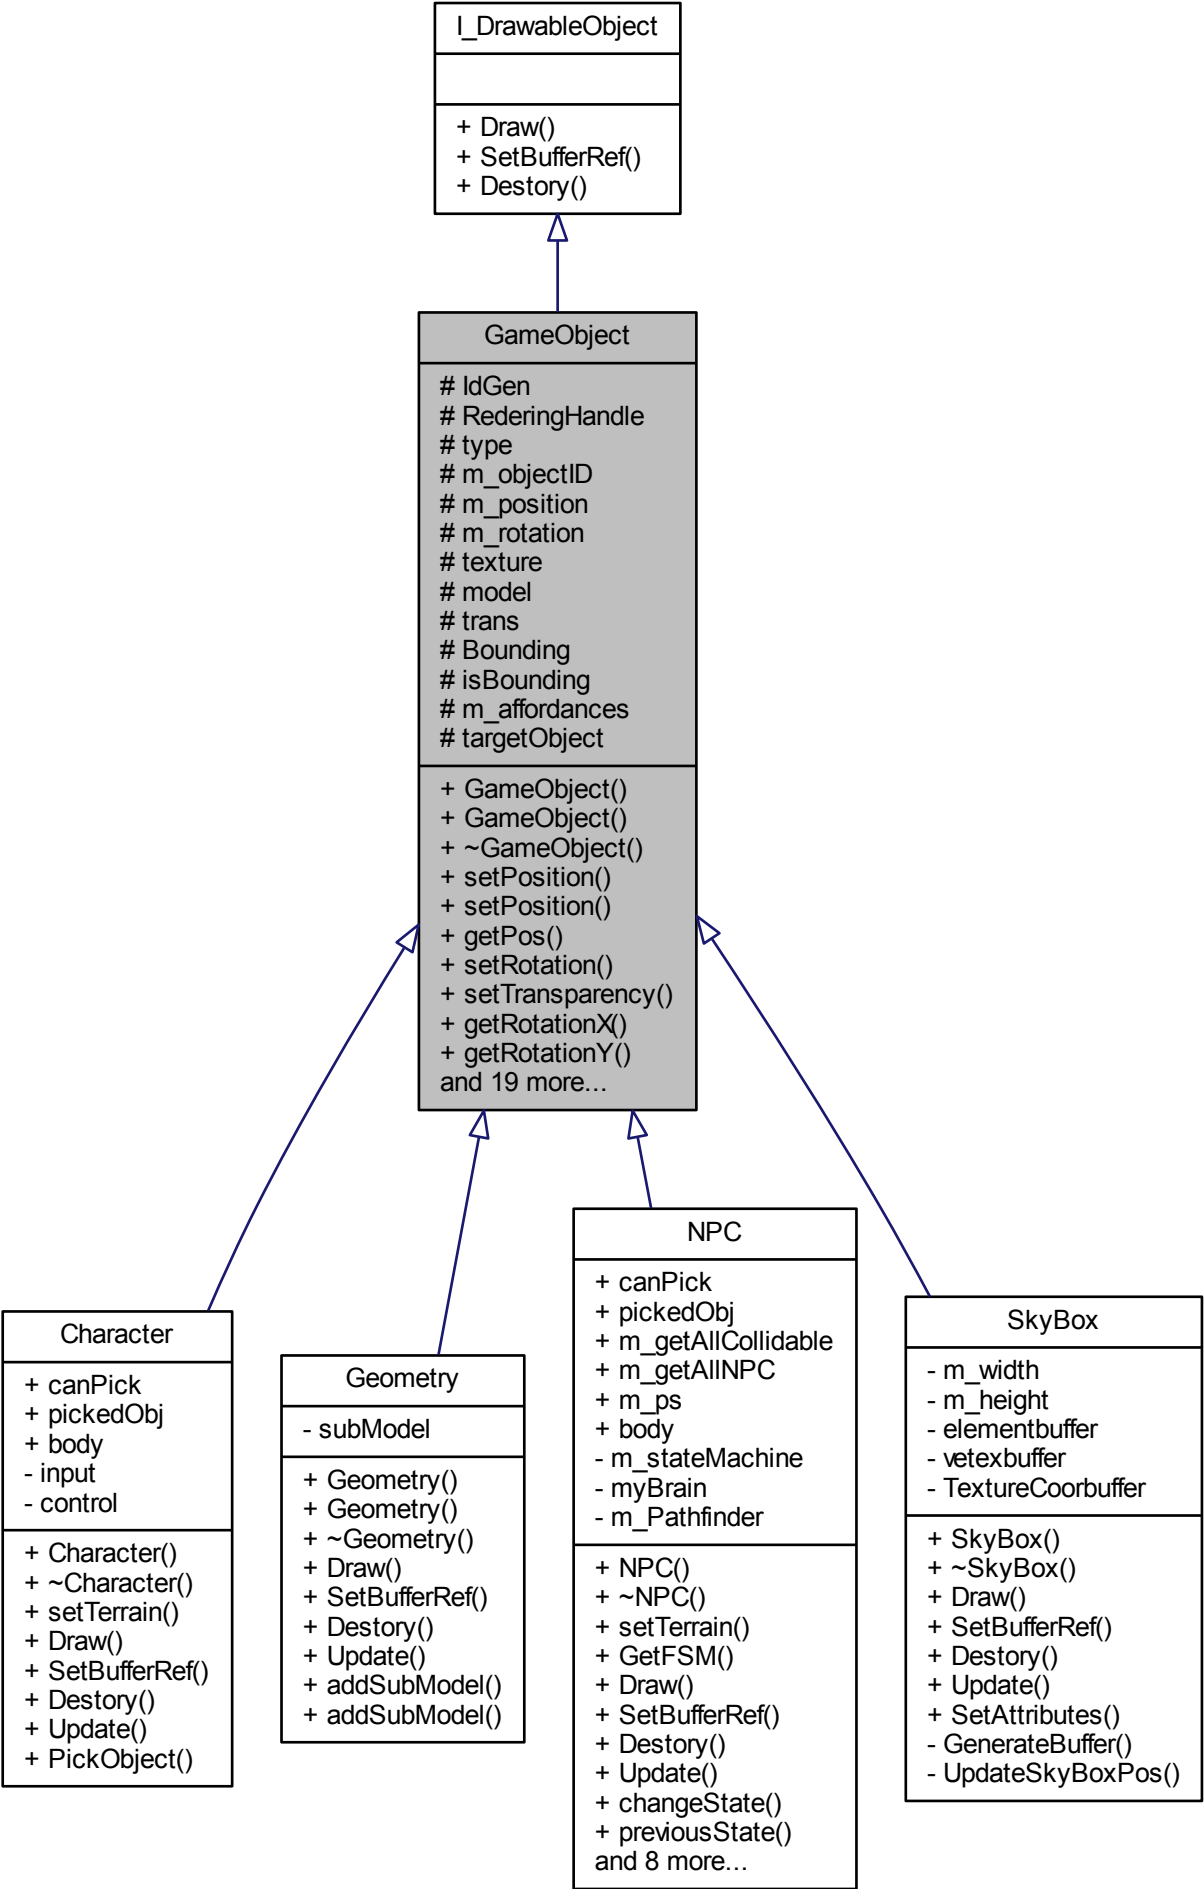 I_DrawableObject
+ Draw()
+ SetBufferRef()
+ Destory()
GameObject
# IdGen
# RederingHandle
# type
# m_objectID
# m_position
# m_rotation
# texture
# model
# trans
# Bounding
# isBounding
# m_affordances
# targetObject
+ GameObject()
+ GameObject()
+ ~GameObject()
+ setPosition()
+ setPosition()
+ getPos()
+ setRotation()
+ setTransparency()
+ getRotationX()
+ getRotationY()
and 19 more...
Character
+ canPick
+ pickedObj
+ body
- input
- control
+ Character()
+ ~Character()
+ setTerrain()
+ Draw()
+ SetBufferRef()
+ Destory()
+ Update()
+ PickObject()
Geometry
- subModel
+ Geometry()
+ Geometry()
+ ~Geometry()
+ Draw()
+ SetBufferRef()
+ Destory()
+ Update()
+ addSubModel()
+ addSubModel()
NPC
+ canPick
+ pickedObj
+ m_getAllCollidable
+ m_getAllNPC
+ m_ps
+ body
- m_stateMachine
- myBrain
- m_Pathfinder
+ NPC()
+ ~NPC()
+ setTerrain()
+ GetFSM()
+ Draw()
+ SetBufferRef()
+ Destory()
+ Update()
+ changeState()
+ previousState()
and 8 more...
SkyBox
- m_width
- m_height
- elementbuffer
- vetexbuffer
- TextureCoorbuffer
+ SkyBox()
+ ~SkyBox()
+ Draw()
+ SetBufferRef()
+ Destory()
+ Update()
+ SetAttributes()
- GenerateBuffer()
- UpdateSkyBoxPos()